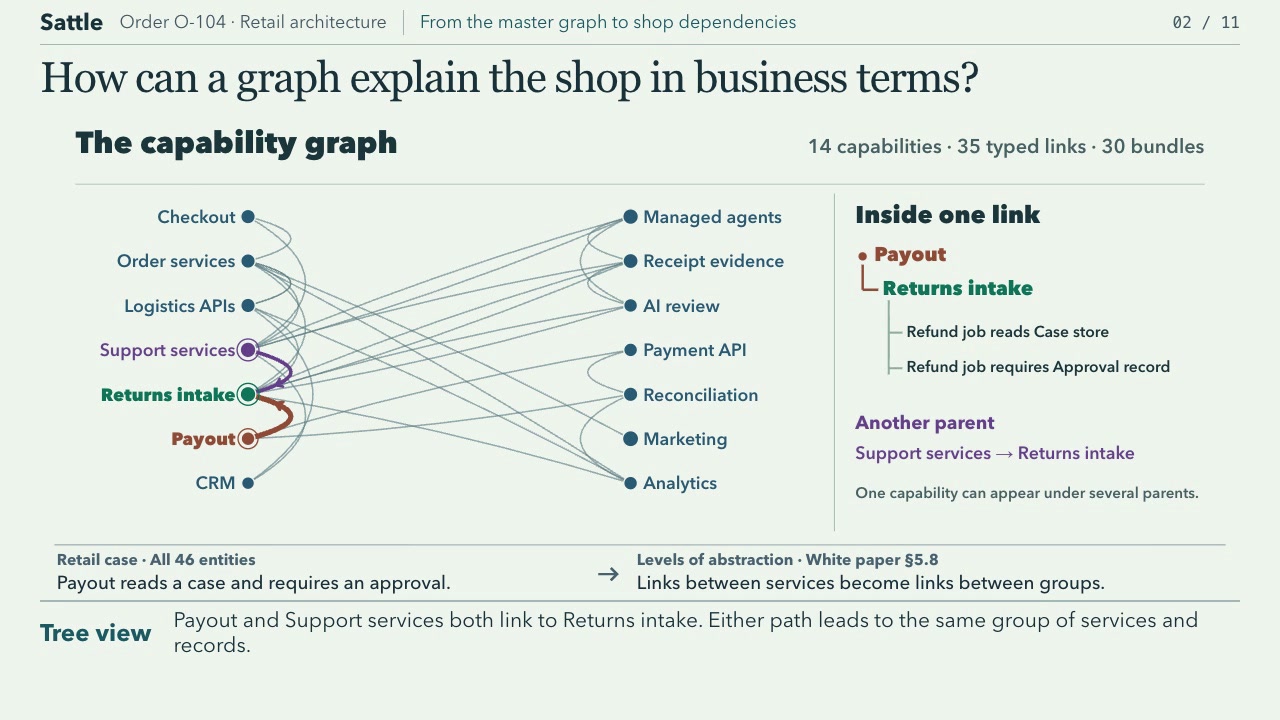 Sattle Order O-104 · Retail architecture From the master graph to shop dependencies 02 / 11
How can a graph explain the shop in business terms?
The capability graph 14 capabilities · 35 typed links · 30 bundles
Checkout
Order services
Logistics APIs
Support services
Returns intake
Payout
CRM
Managed agents
Receipt evidence
AI review
Payment API
Reconciliation
Marketing
Analytics
Inside one link
Payout
Returns intake
Refund job reads Case store
Refund job requires Approval record
Another parent
Support services → Returns intake
One capability can appear under several parents.
Retail case · All 46 entities
Payout reads a case and requires an approval.
→
Levels of abstraction · White paper §5.8
Links between services become links between groups.
Tree view
Payout and Support services both link to Returns intake. Either path leads to the same group of services and
records.